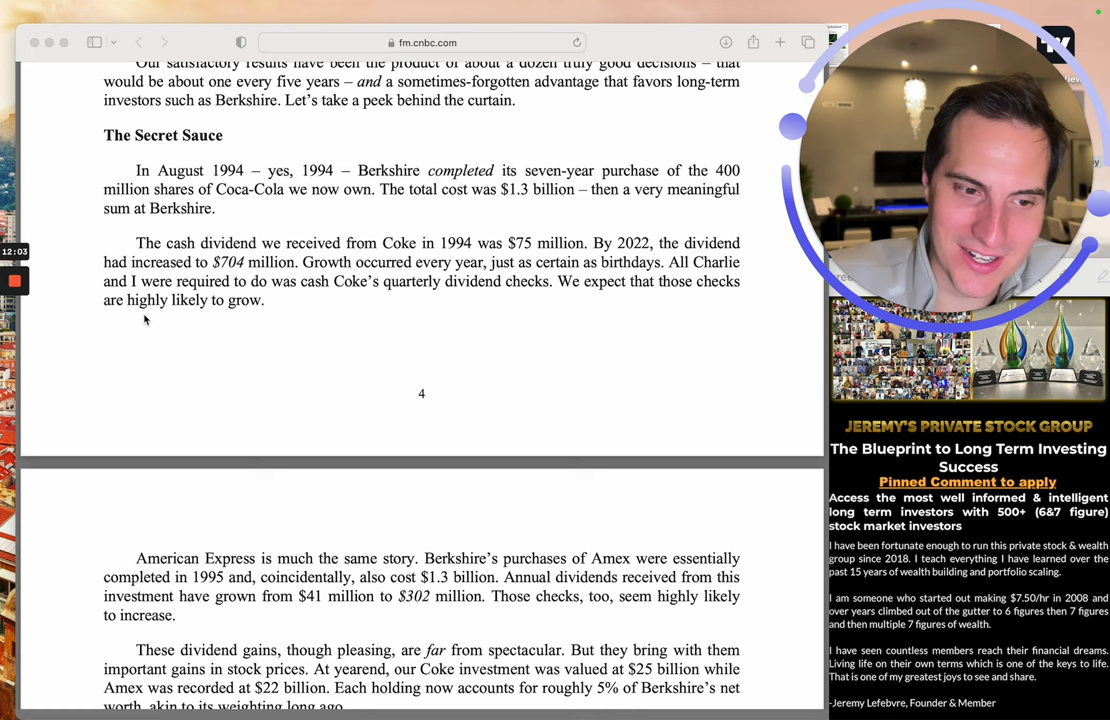 fm.cnbc.com
Our satisfactory results have been the product of about a dozen truly good decisions – that
would be about one every five years – and a sometimes-forgotten advantage that favors long-term
investors such as Berkshire. Let's take a peek behind the curtain.
The Secret Sauce
In August 1994 – yes, 1994 – Berkshire completed its seven-year purchase of the 400
million shares of Coca-Cola we now own. The total cost was $1.3 billion – then a very meaningful
sum at Berkshire.
The cash dividend we received from Coke in 1994 was $75 million. By 2022, the dividend
had increased to $704 million. Growth occurred every year, just as certain as birthdays. All Charlie
and I were required to do was cash Coke's quarterly dividend checks. We expect that those checks
are highly likely to grow.
4
American Express is much the same story. Berkshire's purchases of Amex were essentially
completed in 1995 and, coincidentally, also cost $1.3 billion. Annual dividends received from this
investment have grown from $41 million to $302 million. Those checks, too, seem highly likely
to increase.
These dividend gains, though pleasing, are far from spectacular. But they bring with them
important gains in stock prices. At yearend, our Coke investment was valued at $25 billion while
Amex was recorded at $22 billion. Each holding now accounts for roughly 5% of Berkshire's net
worth, akin to its weighting long ago.
12:03
JEREMY'S PRIVATE STOCK GROUP
The Blueprint to Long Term Investing
Success
Pinned Comment to apply
Access the most well informed & intelligent
long term investors with 500+ (6&7 figure)
stock market investors
I have been fortunate enough to run this private stock & wealth
group since 2018. I teach everything I have learned over the
past 15 years of wealth building and portfolio scaling.
I am someone who started out making $7.50/hr in 2008 and
over years climbed out of the gutter to 6 figures then 7 figures
and then multiple 7 figures of wealth.
I have seen countless members reach their financial dreams.
Living life on their own terms which is one of the keys to life.
That is one of my greatest joys to see and share.
-Jeremy Lefebvre, Founder & Member